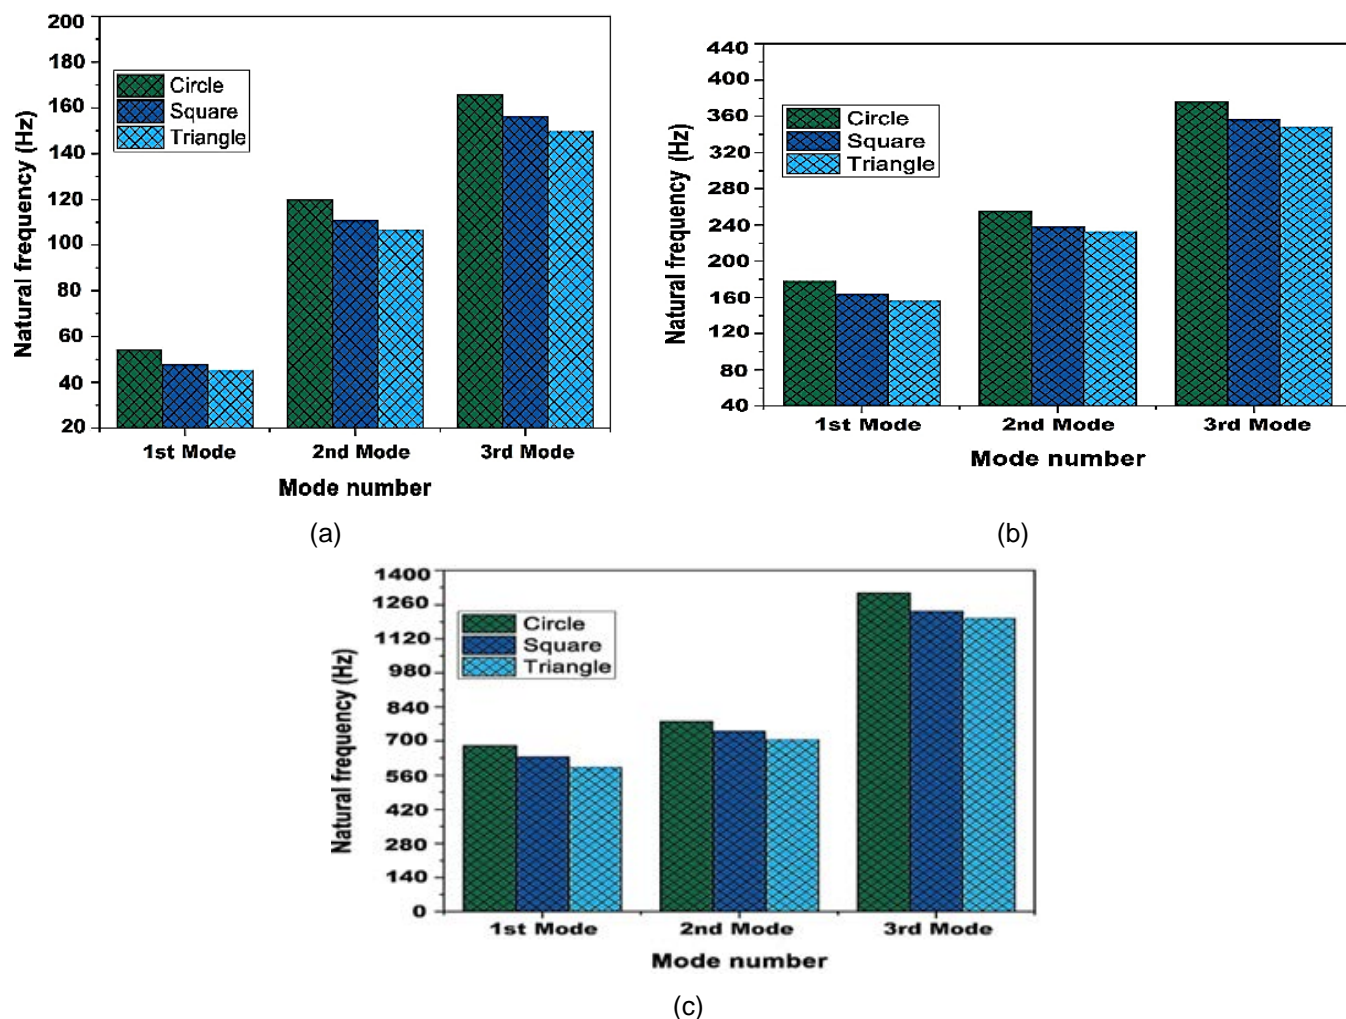 200
180
160
140
120
100
80
60
40
20
Natural frequency (Hz)
Circle
Square
Triangle
1st Mode 2nd Mode 3rd Mode
Mode number
(a)
440
400
360
320
280
240
200
160
120
80
40
Natural frequency (Hz)
Circle
Square
Triangle
1st Mode 2nd Mode 3rd Mode
Mode number
(b)
1400
1260
1120
980
840
700
560
420
280
140
0
Natural frequency (Hz)
Circle
Square
Triangle
1st Mode 2nd Mode 3rd Mode
Mode number
(c)